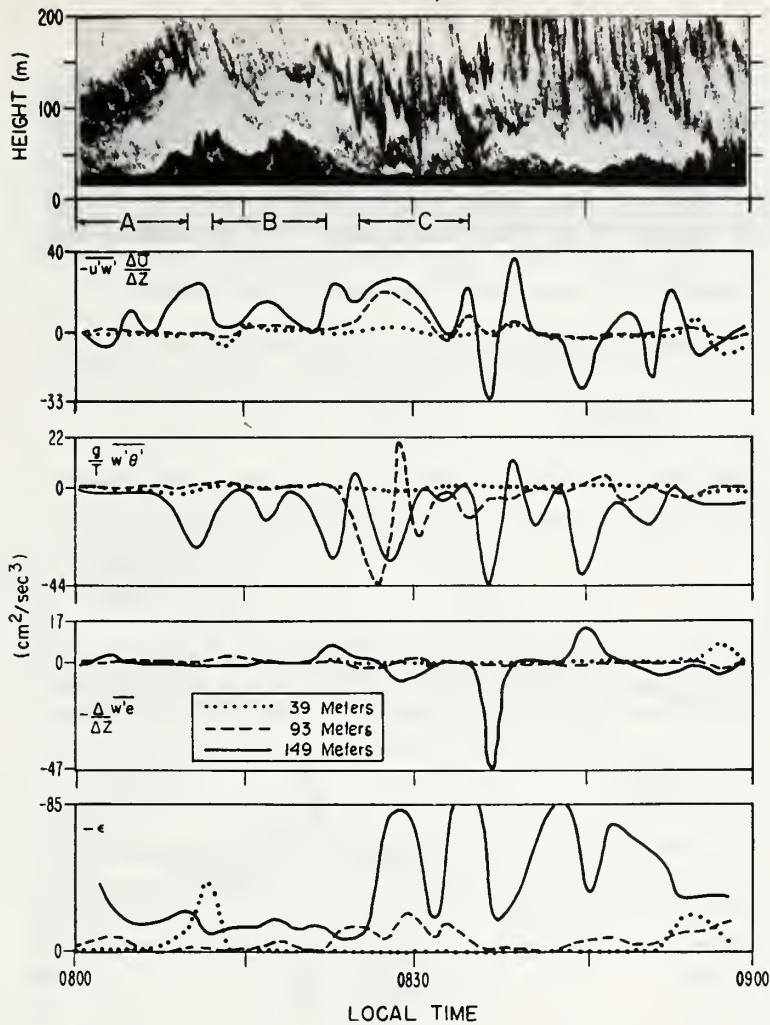 200
100
0
HEIGHT (m)
A B C
40
0
-33
-u'w' ΔU/ΔZ
22
0
-44
g/T w'θ'
17
0
-47
-Δ/ΔZ w'e
39 Meters
93 Meters
149 Meters
(cm²/sec³)
-85
0
-ϵ
0800 0830 0900
LOCAL TIME